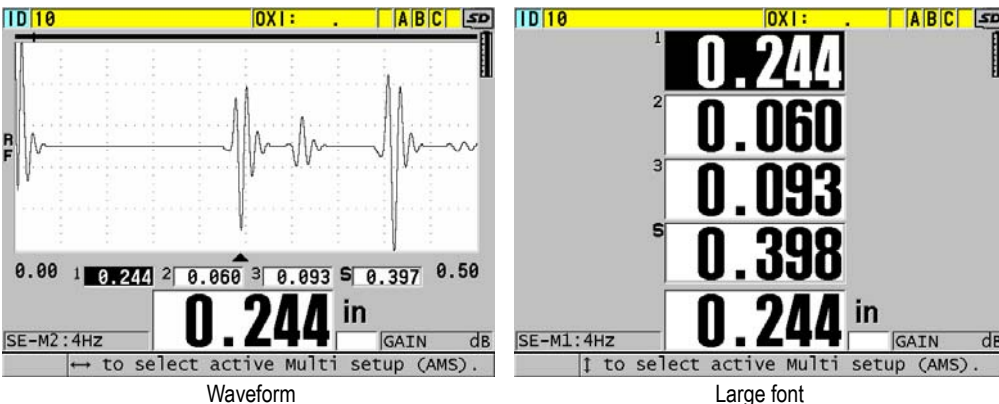 ID 10 OXI: . A B C SD
RF
0.00 1 0.244 2 0.060 3 0.093 S 0.397 0.50
0.244 in
SE-M2:4Hz GAIN dB
↔ to select active Multi setup (AMS).
Waveform
ID 10 OXI: . A B C SD
1 0.244
2 0.060
3 0.093
S 0.398
0.244 in
SE-M1:4Hz GAIN dB
↕ to select active Multi setup (AMS).
Large font